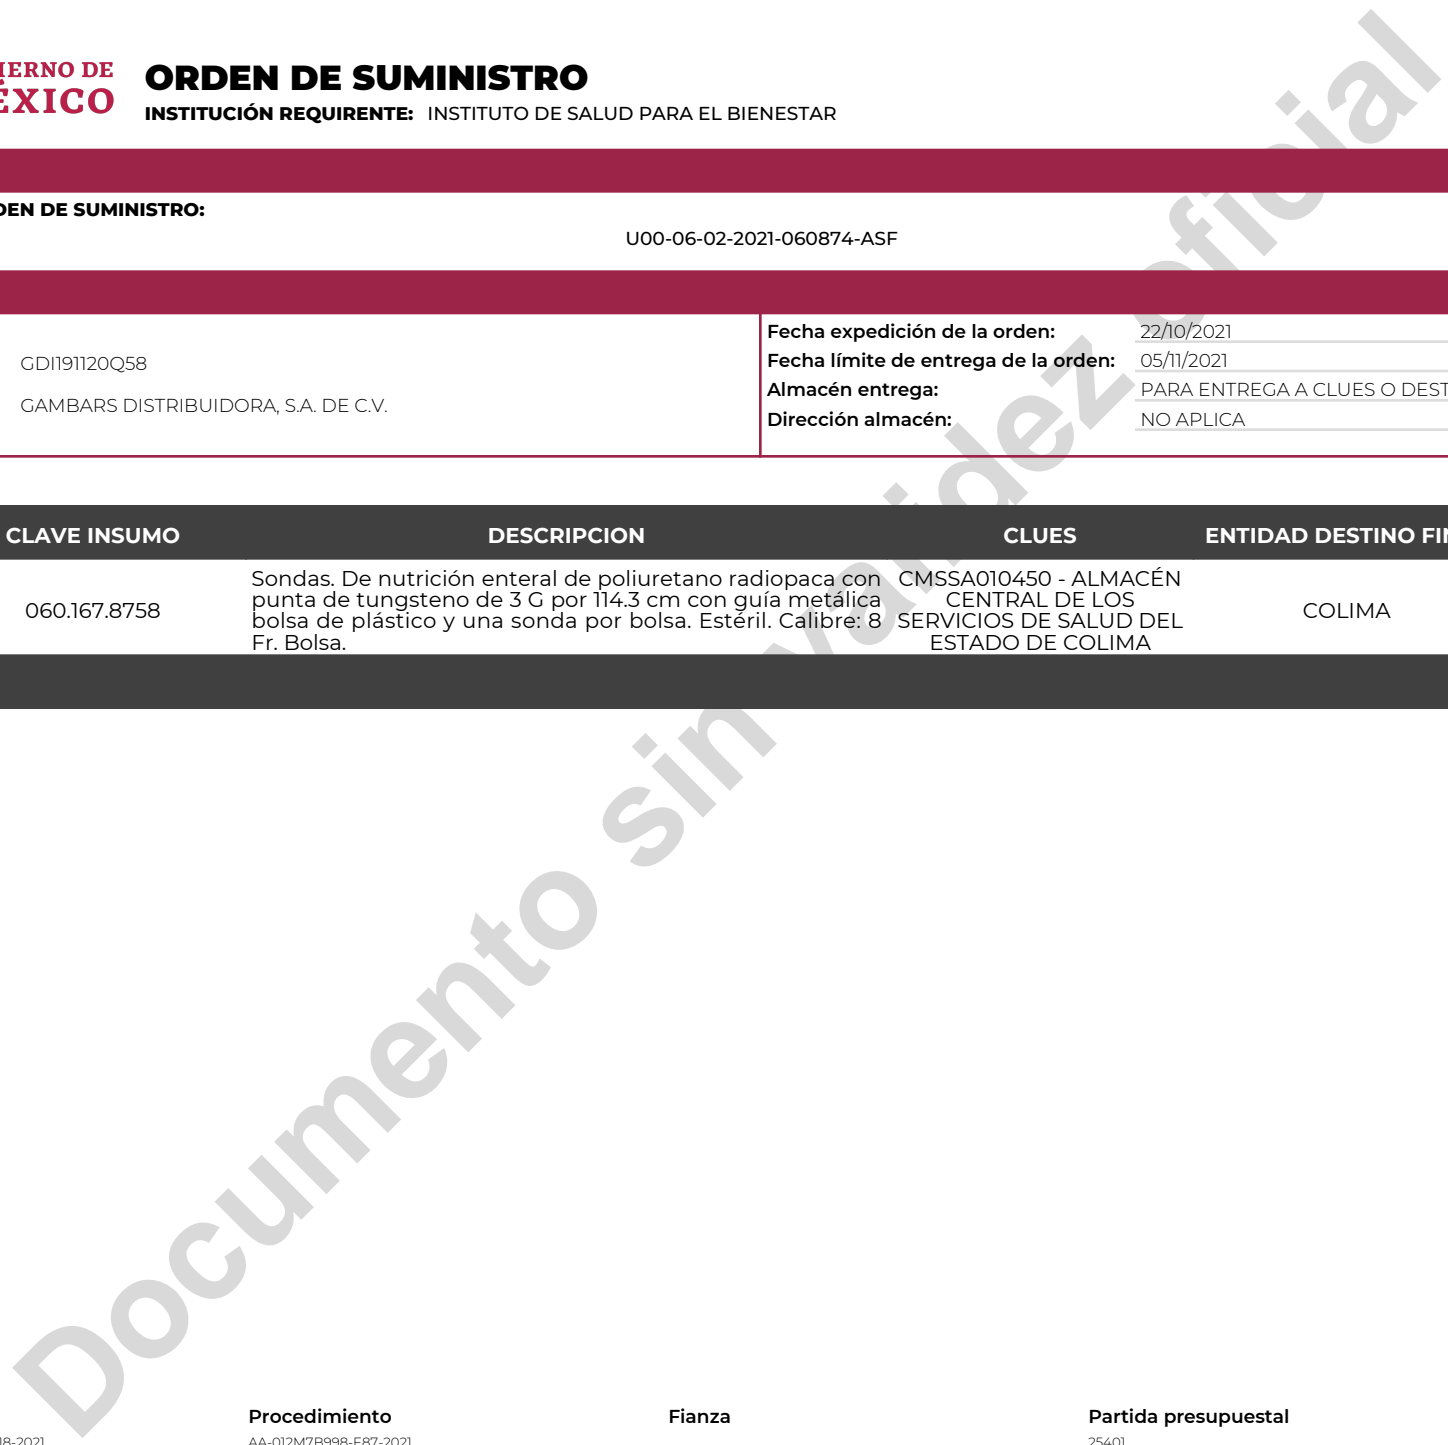 ORDEN DE SUMINISTRO
INSTITUCIÓN REQUIRENTE: INSTITUTO DE SALUD PARA EL BIENESTAR
DE SUMINISTRO:
U00-06-02-2021-060874-ASF
GDI191120Q58
GAMBARS DISTRIBUIDORA, S.A. DE C.V.
Fecha expedición de la orden: 22/10/2021
Fecha límite de entrega de la orden: 05/11/2021
Almacén entrega: PARA ENTREGA A CLUES O DEST
Dirección almacén: NO APLICA
CLAVE INSUMO DESCRIPCION CLUES ENTIDAD DESTINO
060.167.8758
Sondas. De nutrición enteral de poliuretano radiopaca con
punta de tungsteno de 3 G por 114.3 cm con guía metálica
bolsa de plástico y una sonda por bolsa. Estéril. Calibre: 8
Fr. Bolsa.
CMSSA010450 - ALMACÉN
CENTRAL DE LOS
SERVICIOS DE SALUD DEL
ESTADO DE COLIMA
COLIMA
Documento sin validez oficial
Procedimiento Fianza Partida presupuestal
AA-012M7B998-E87-2021 25401